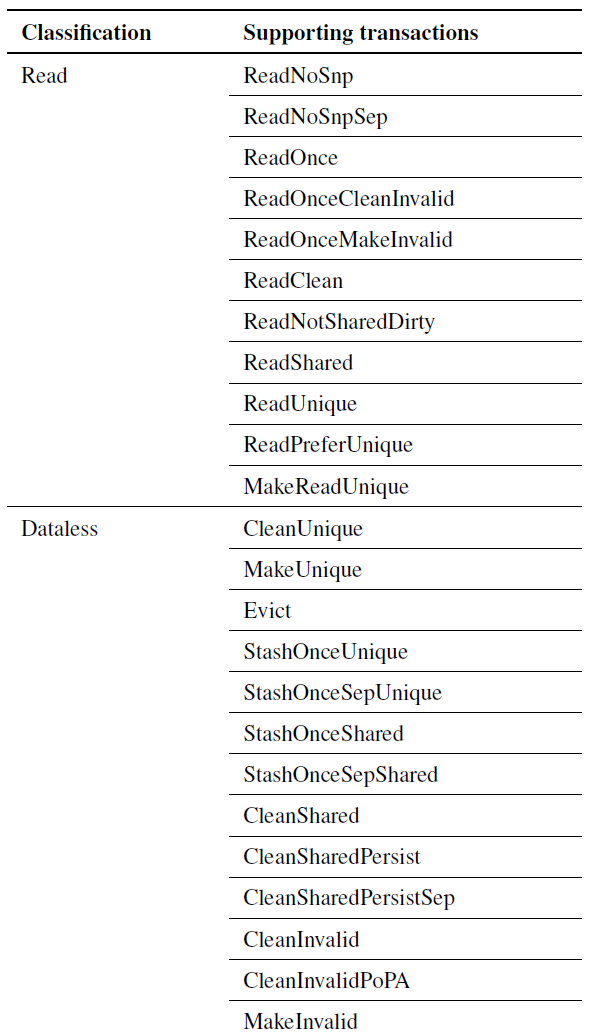 Classification Supporting transactions
Read ReadNoSnp
ReadNoSnpSep
ReadOnce
ReadOnceCleanInvalid
ReadOnceMakeInvalid
ReadClean
ReadNotSharedDirty
ReadShared
ReadUnique
ReadPreferUnique
MakeReadUnique
Dataless CleanUnique
MakeUnique
Evict
StashOnceUnique
StashOnceSepUnique
StashOnceShared
StashOnceSepShared
CleanShared
CleanSharedPersist
CleanSharedPersistSep
CleanInvalid
CleanInvalidPoPA
MakeInvalid